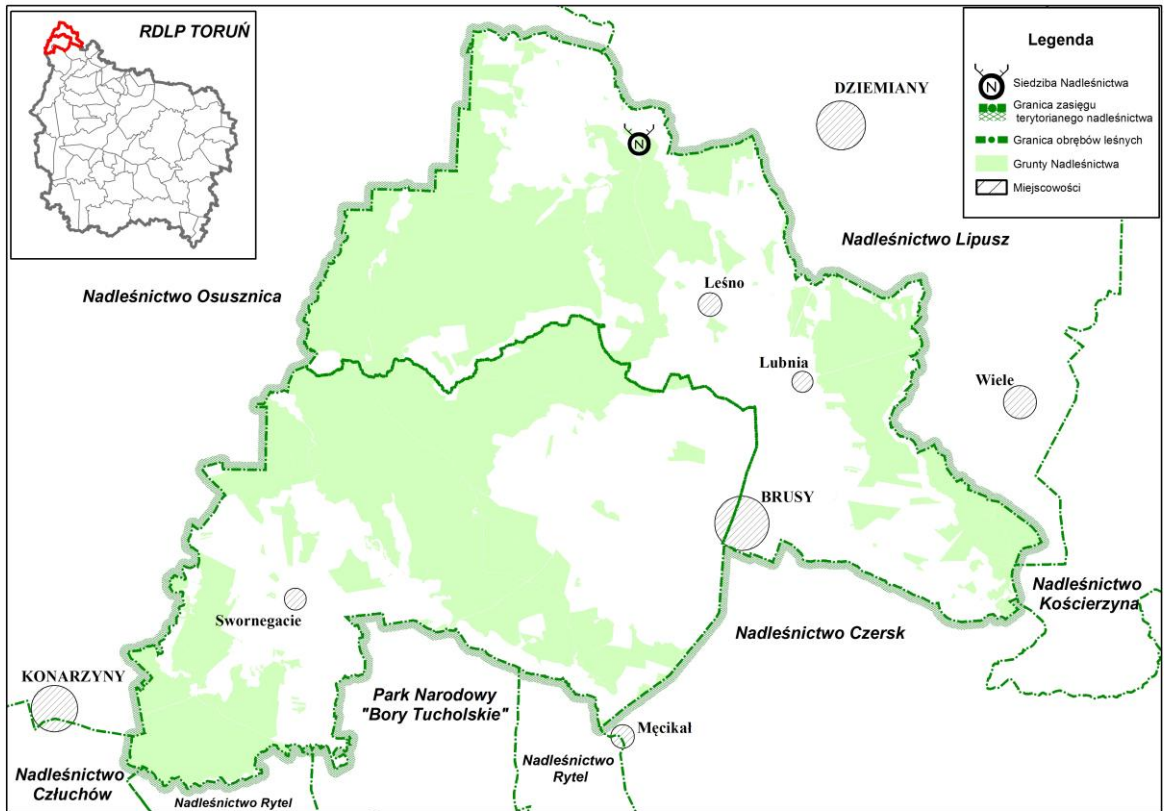 RDLP TORUŃ
Legenda
N
Siedziba Nadleśnictwa
Granica zasięgu
terytorianego nadleśnictwa
Granica obrębów leśnych
Grunty Nadleśnictwa
Miejscowości
DZIEMIANY
N
Nadleśnictwo Lipusz
Nadleśnictwo Osusznica
Leśno
Lubnia
Wiele
BRUSY
Nadleśnictwo
Kościerzyna
Swornegacie
Nadleśnictwo Czersk
KONARZYNY
Park Narodowy
"Bory Tucholskie"
Męcikał
Nadleśnictwo
Rytel
Nadleśnictwo
Człuchów
Nadleśnictwo Rytel